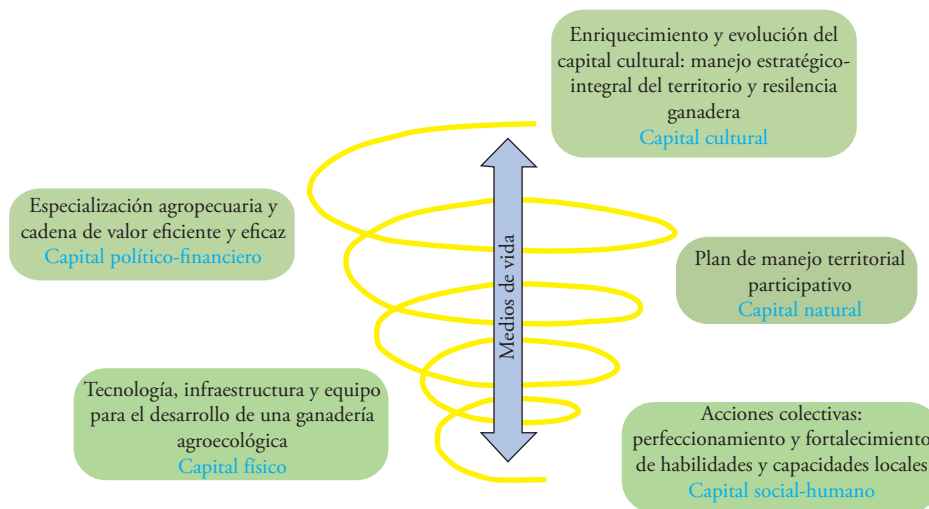 Enriquecimiento y evolución del
capital cultural: manejo estratégico-
integral del territorio y resilencia
ganadera
Capital cultural
Especialización agropecuaria y
cadena de valor eficiente y eficaz
Capital político-financiero
Medios de vida
Plan de manejo territorial
participativo
Capital natural
Tecnología, infraestructura y equipo
para el desarrollo de una ganadería
agroecológica
Capital físico
Acciones colectivas:
perfeccionamiento y fortalecimiento
de habilidades y capacidades locales
Capital social-humano